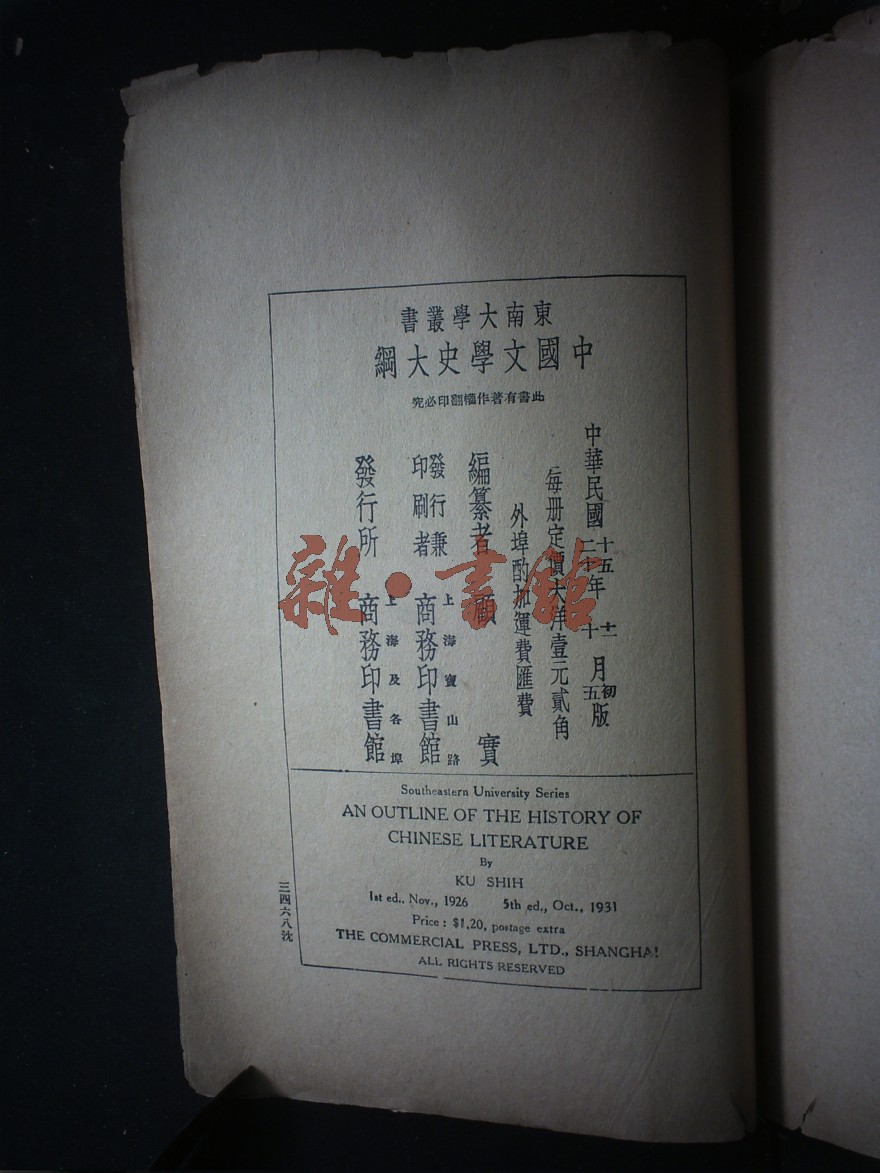 東南大學叢書
中國文學史大綱
此書有著作權翻印必究
中華民國十五年十一月初版
二十年十月五版
每册定價大洋壹元貳角
外埠酌加運費匯費
編纂者 顧實
發行兼印刷者 上海寶山路 商務印書館
發行所 上海及各埠 商務印書館
雜·書館
Southeastern University Series
AN OUTLINE OF THE HISTORY OF
CHINESE LITERATURE
By
KU SHIH
1st ed.. Nov., 1926 5th ed., Oct., 1931
Price : $1.20, postage extra
THE COMMERCIAL PRESS, LTD., SHANGHAI
ALL RIGHTS RESERVED
三四六八沈